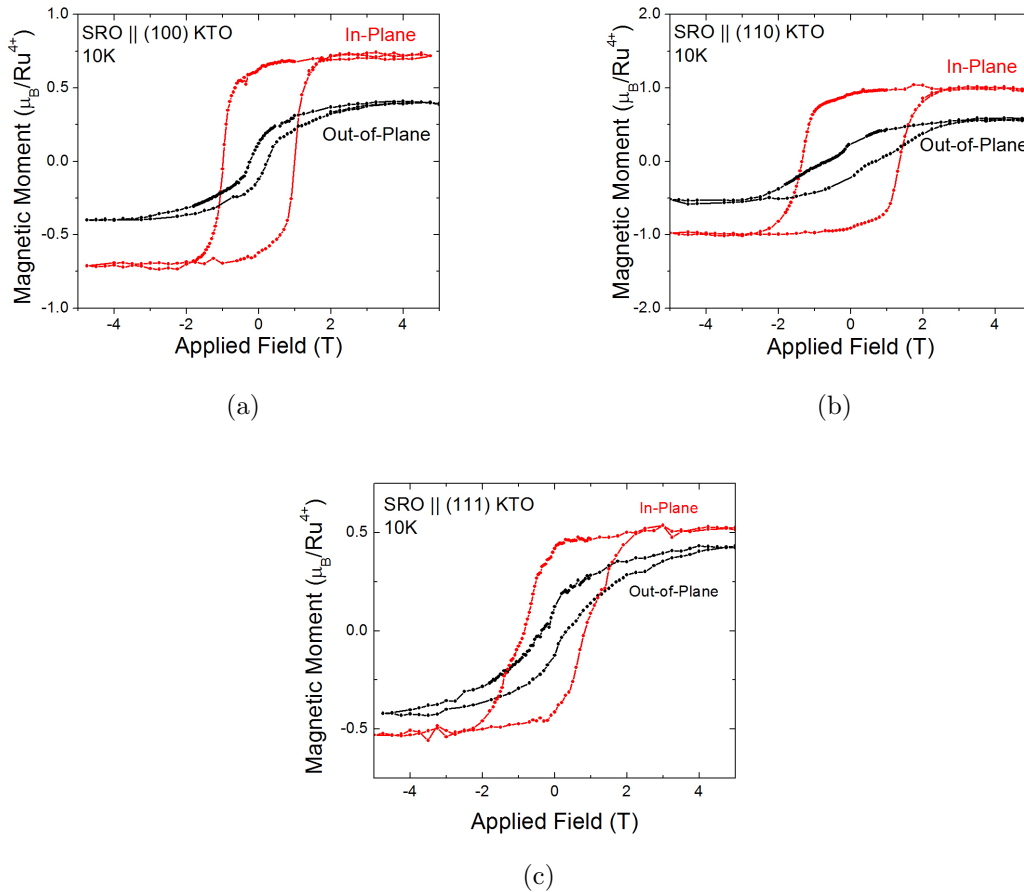 SRO || (100) KTO
10K
In-Plane
Out-of-Plane
1.0
0.5
0.0
-0.5
-1.0
-4
-2
0
2
4
Magnetic Moment (μB/Ru4+)
Applied Field (T)
(a)
SRO || (110) KTO
10K
In-Plane
Out-of-Plane
2.0
1.0
0.0
-1.0
-2.0
-4
-2
0
2
4
Magnetic Moment (μB/Ru4+)
Applied Field (T)
(b)
SRO || (111) KTO
10K
In-Plane
Out-of-Plane
0.5
0.0
-0.5
-4
-2
0
2
4
Magnetic Moment (μB/Ru4+)
Applied Field (T)
(c)